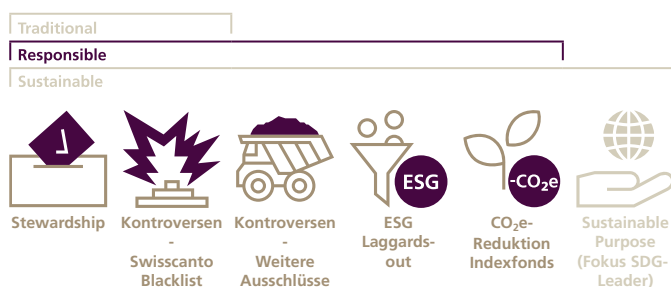 Traditional
Responsible
Sustainable
ESG
-CO₂e
Stewardship
Kontroversen
-
Swisscanto
Blacklist
Kontroversen
-
Weitere
Ausschlüsse
ESG
Laggards-
out
CO₂e-
Reduktion
Indexfonds
Sustainable
Purpose
(Fokus SDG-
Leader)